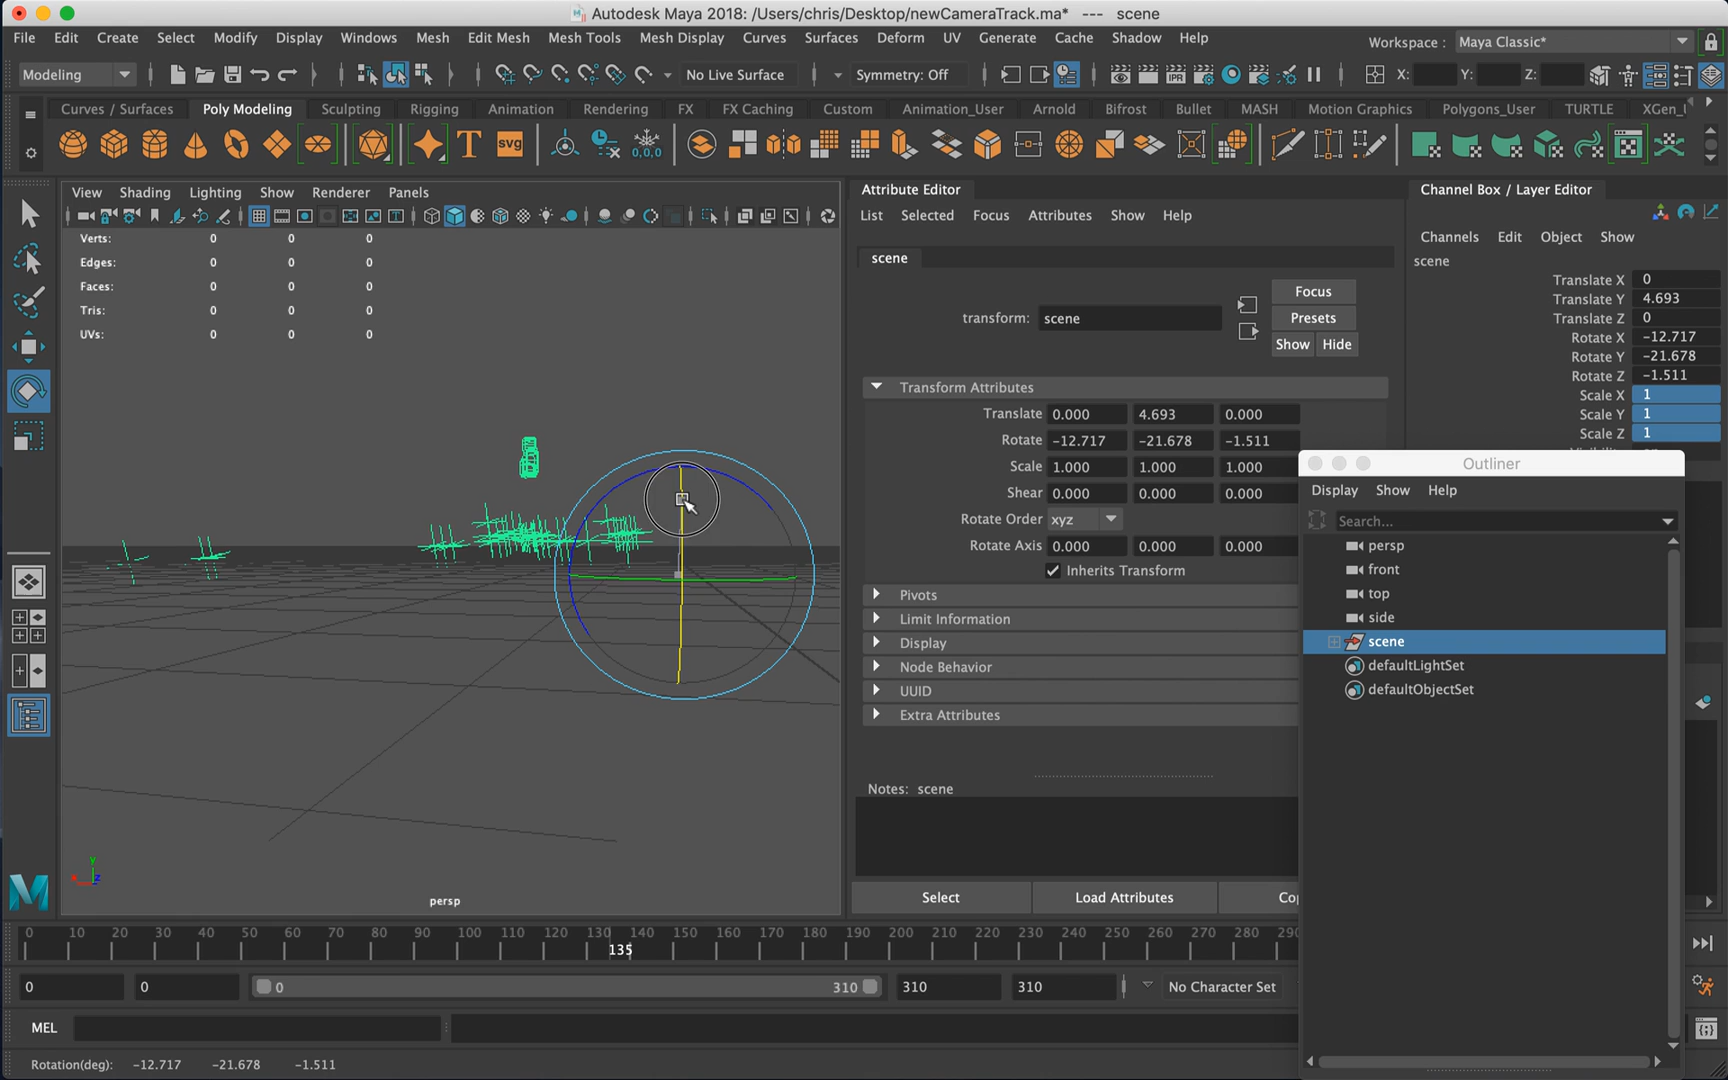 Autodesk Maya 2018: /Users/chris/Desktop/newCameraTrack.ma* --- scene
File Edit Create Select Modify Display Windows Mesh Edit Mesh Mesh Tools Mesh Display Curves Surfaces Deform UV Generate Cache Shadow Help Workspace : Maya Classic*
Modeling No Live Surface Symmetry: Off X: Y: Z:
Curves / Surfaces Poly Modeling Sculpting Rigging Animation Rendering FX FX Caching Custom Animation_User Arnold Bifrost Bullet MASH Motion Graphics Polygons_User TURTLE XGen_
T svg 0,0,0 IPR
View Shading Lighting Show Renderer Panels
Verts: 0 0 0
Edges: 0 0 0
Faces: 0 0 0
Tris: 0 0 0
UVs: 0 0 0
y
z
persp
Attribute Editor
List Selected Focus Attributes Show Help
scene
transform: scene
Focus
Presets
Show Hide
Transform Attributes
Translate 0.000 4.693 0.000
Rotate -12.717 -21.678 -1.511
Scale 1.000 1.000 1.000
Shear 0.000 0.000 0.000
Rotate Order xyz
Rotate Axis 0.000 0.000 0.000
Inherits Transform
Pivots
Limit Information
Display
Node Behavior
UUID
Extra Attributes
Notes: scene
Select Load Attributes
Channel Box / Layer Editor
Channels Edit Object Show
scene
Translate X 0
Translate Y 4.693
Translate Z 0
Rotate X -12.717
Rotate Y -21.678
Rotate Z -1.511
Scale X 1
Scale Y 1
Scale Z 1
Outliner
Display Show Help
Search...
persp
front
top
side
scene
defaultLightSet
defaultObjectSet
0 10 20 30 40 50 60 70 80 90 100 110 120 130 140 150 160 170 180 190 200 210 220 230 240 250 260 270 280 290
135
0 0 0 310 310 310 No Character Set
MEL
Rotation(deg): -12.717 -21.678 -1.511